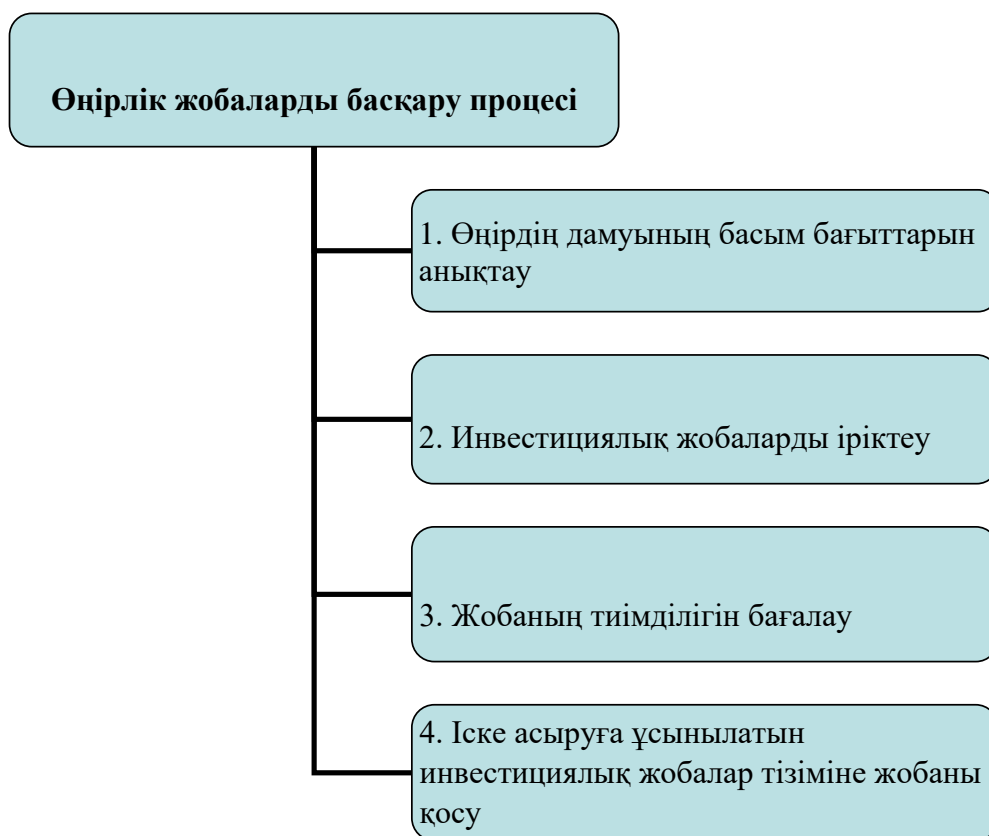 Өңірлік жобаларды басқару процесі
1. Өңірдің дамуының басым бағыттарын
анықтау
2. Инвестициялық жобаларды іріктеу
3. Жобаның тиімділігін бағалау
4. Іске асыруға ұсынылатын
инвестициялық жобалар тізіміне жобаны
қосу